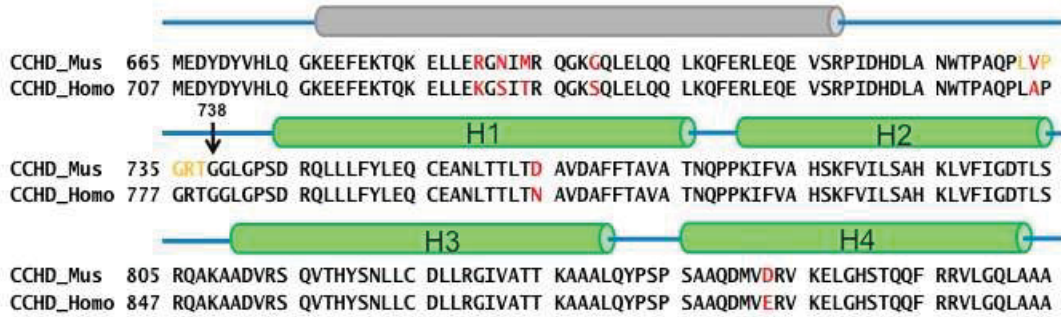 CCHD_Mus 665 MEDYDYVHLQ GKEEFEKTQK ELLERGNIMR QGKGQLELQQ LKQFERLEQE VSRPIDHDLA NWTPAQPLVP
CCHD_Homo 707 MEDYDYVHLQ GKEEFEKTQK ELLEKGSITR QGKSQLELQQ LKQFERLEQE VSRPIDHDLA NWTPAQPLAP
738
H1 H2
CCHD_Mus 735 GRTGGLGPSD RQLLLFYLEQ CEANLTTLTD AVDAFFTAVA TNQPPKIFVA HSKFVILSAH KLVFIGDTLS
CCHD_Homo 777 GRTGGLGPSD RQLLLFYLEQ CEANLTTLTN AVDAFFTAVA TNQPPKIFVA HSKFVILSAH KLVFIGDTLS
H3 H4
CCHD_Mus 805 RQAKAADVRS QVTHYSNLLC DLLRGIVATT KAAALQYPSP SAAQDMVDRV KELGHSTQQF RRVLGQLAAA
CCHD_Homo 847 RQAKAADVRS QVTHYSNLLC DLLRGIVATT KAAALQYPSP SAAQDMVERV KELGHSTQQF RRVLGQLAAA